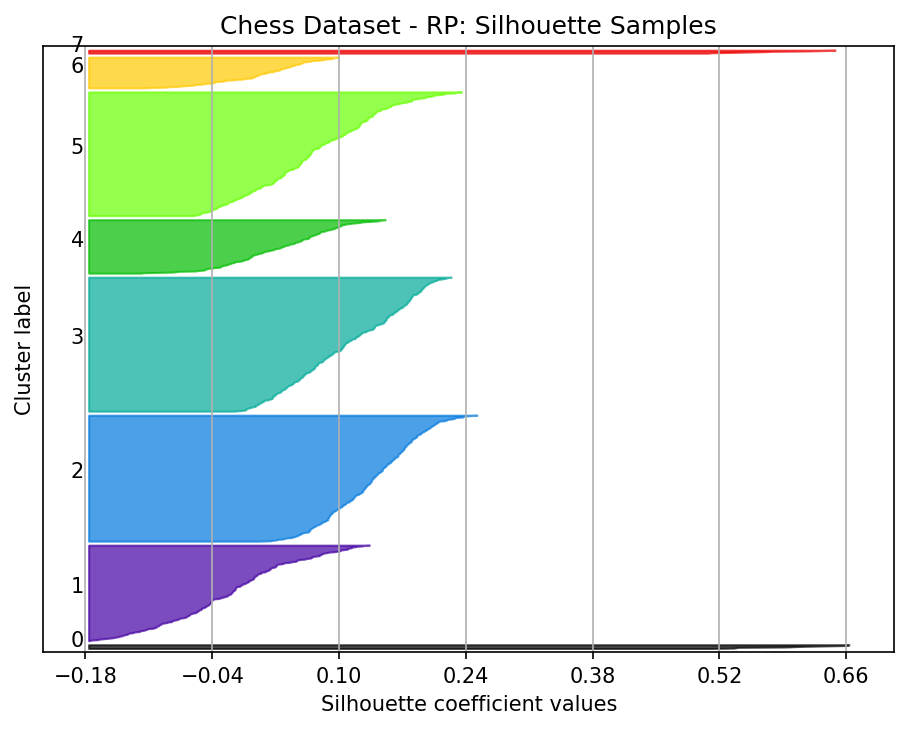 Chess Dataset - RP: Silhouette Samples
7
6
5
4
3
2
1
0
Cluster label
−0.18 −0.04 0.10 0.24 0.38 0.52 0.66
Silhouette coefficient values